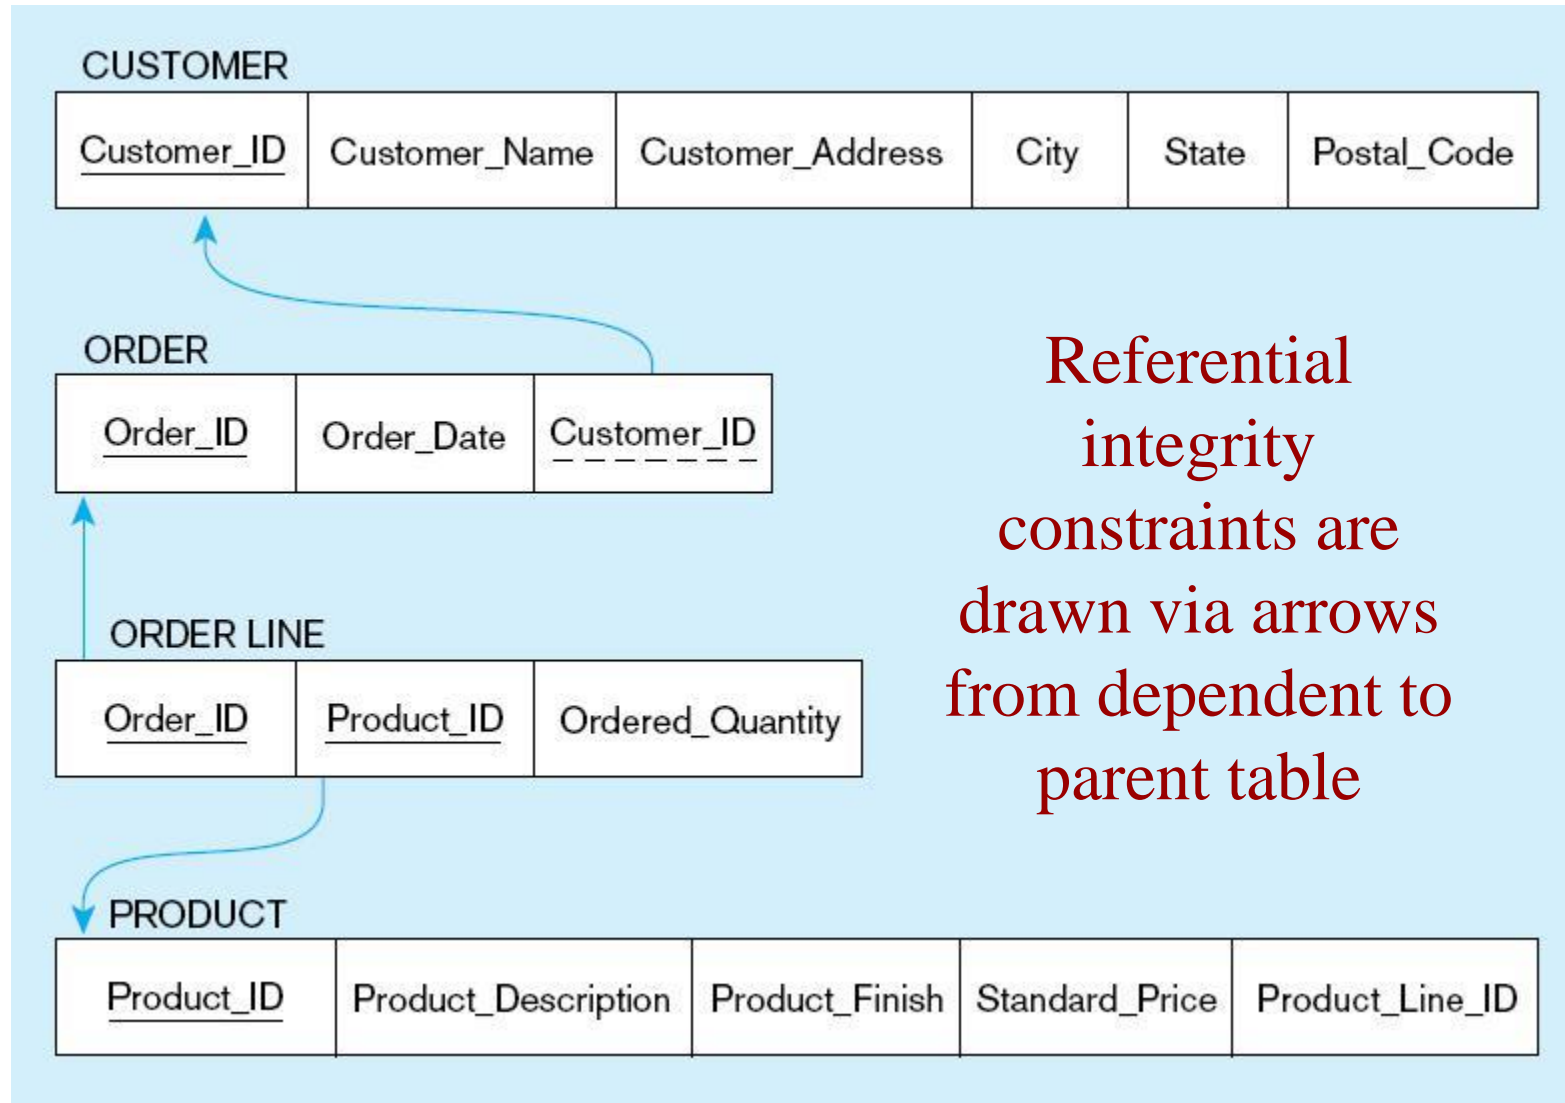 CUSTOMER
Customer_ID Customer_Name Customer_Address City State Postal_Code
ORDER
Order_ID Order_Date Customer_ID
ORDER LINE
Order_ID Product_ID Ordered_Quantity
PRODUCT
Product_ID Product_Description Product_Finish Standard_Price Product_Line_ID
Referential
integrity
constraints are
drawn via arrows
from dependent to
parent table